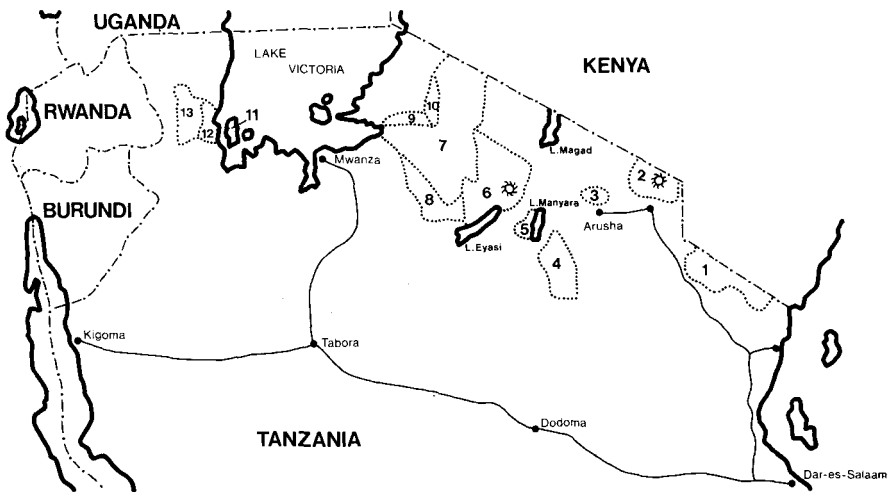 UGANDA
LAKE
VICTORIA
KENYA
RWANDA
13
12
11
10
9
7
Mwanza
L.Magad
8
6
2
3
L.Manyara
BURUNDI
5
Arusha
L.Eyasi
4
1
Kigoma
Tabora
Dodoma
TANZANIA
Dar-es-Salaam